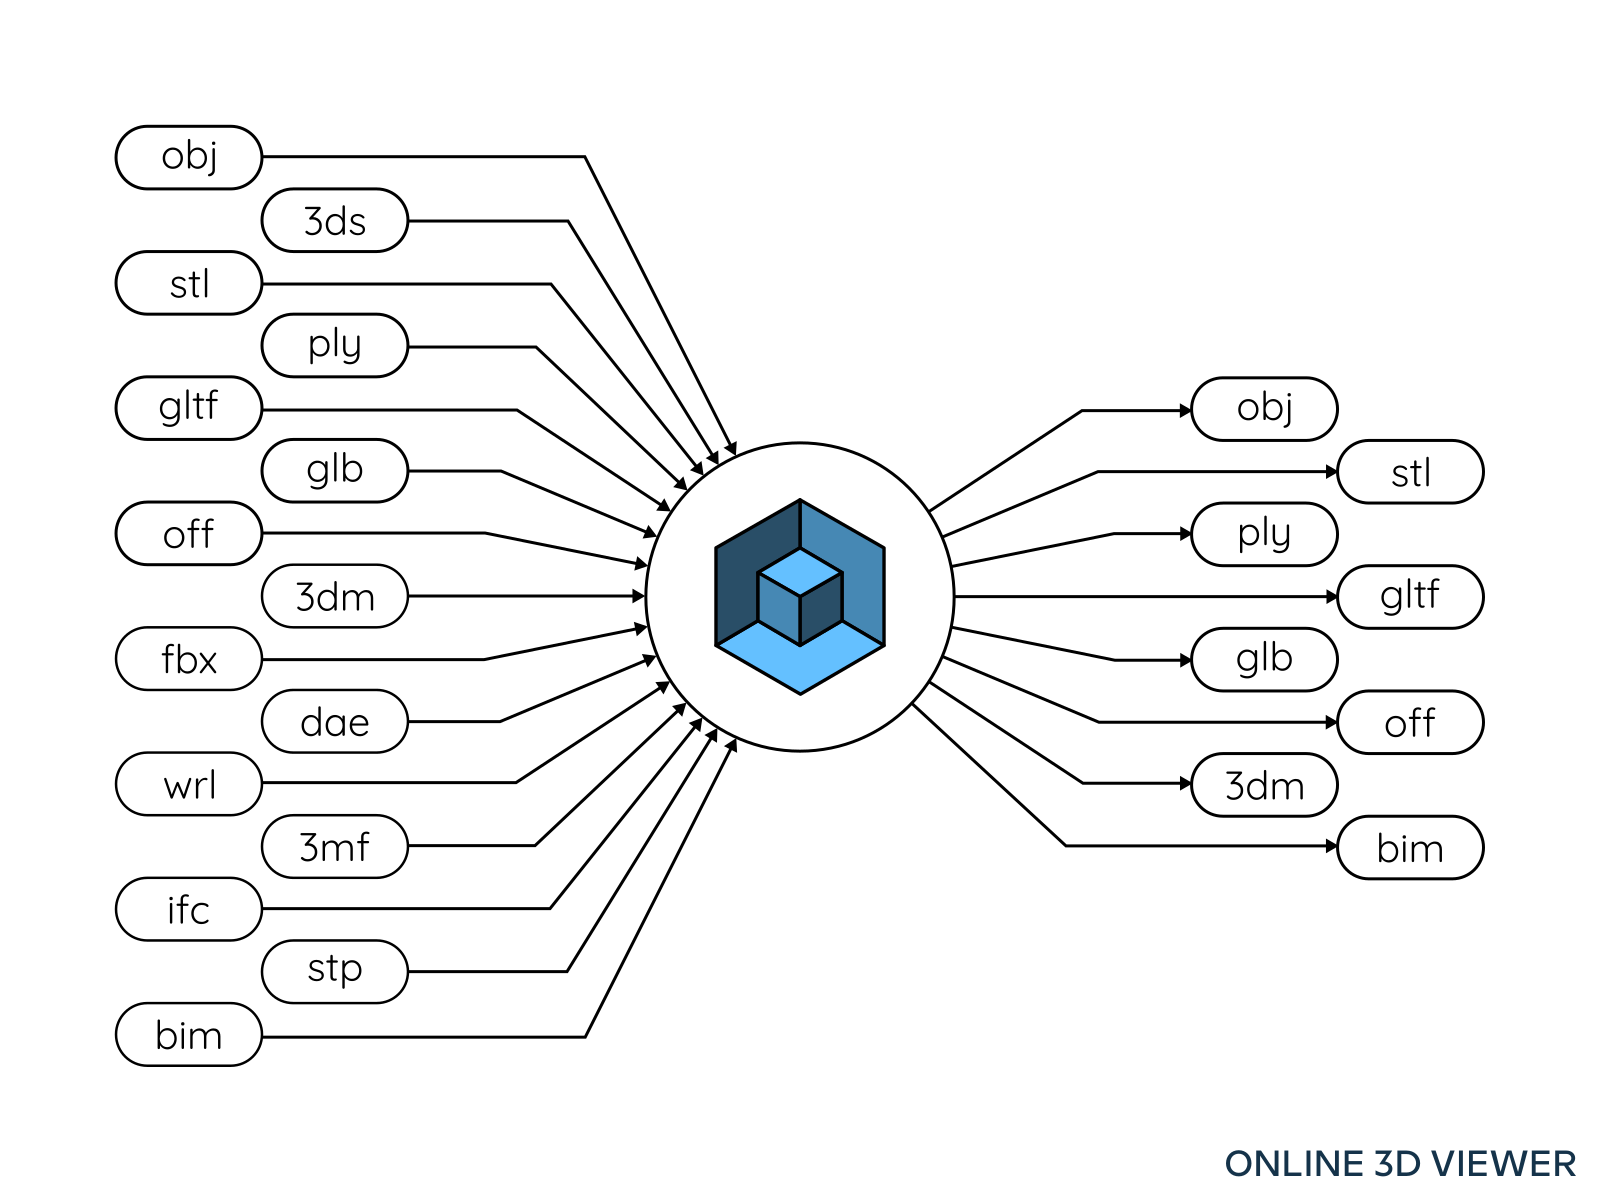 obj
3ds
stl
ply
gltf
glb
off
3dm
fbx
dae
wrl
3mf
ifc
stp
bim
obj
stl
ply
gltf
glb
off
3dm
bim
ONLINE 3D VIEWER